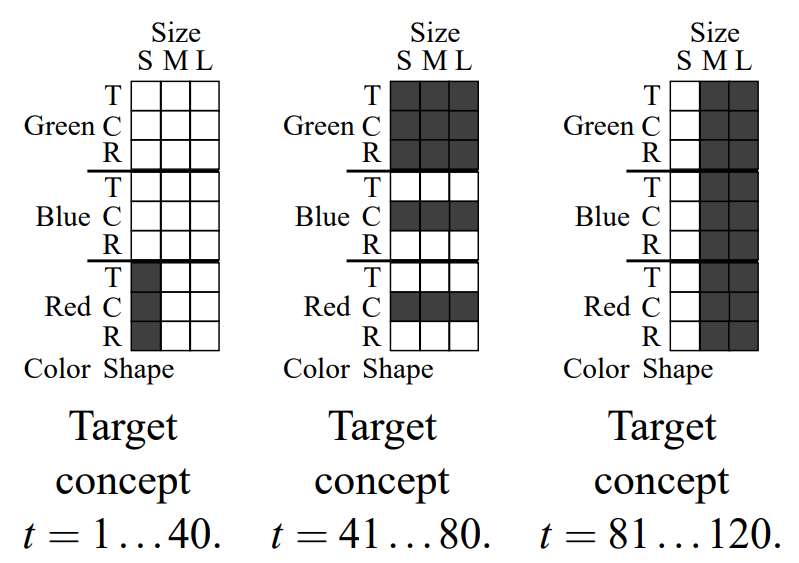 Size Size Size
S M L S M L S M L
T T T
Green C Green C Green C
R R R
T T T
Blue C Blue C Blue C
R R R
T T T
Red C Red C Red C
R R R
Color Shape Color Shape Color Shape
Target Target Target
concept concept concept
t = 1...40. t = 41...80. t = 81...120.